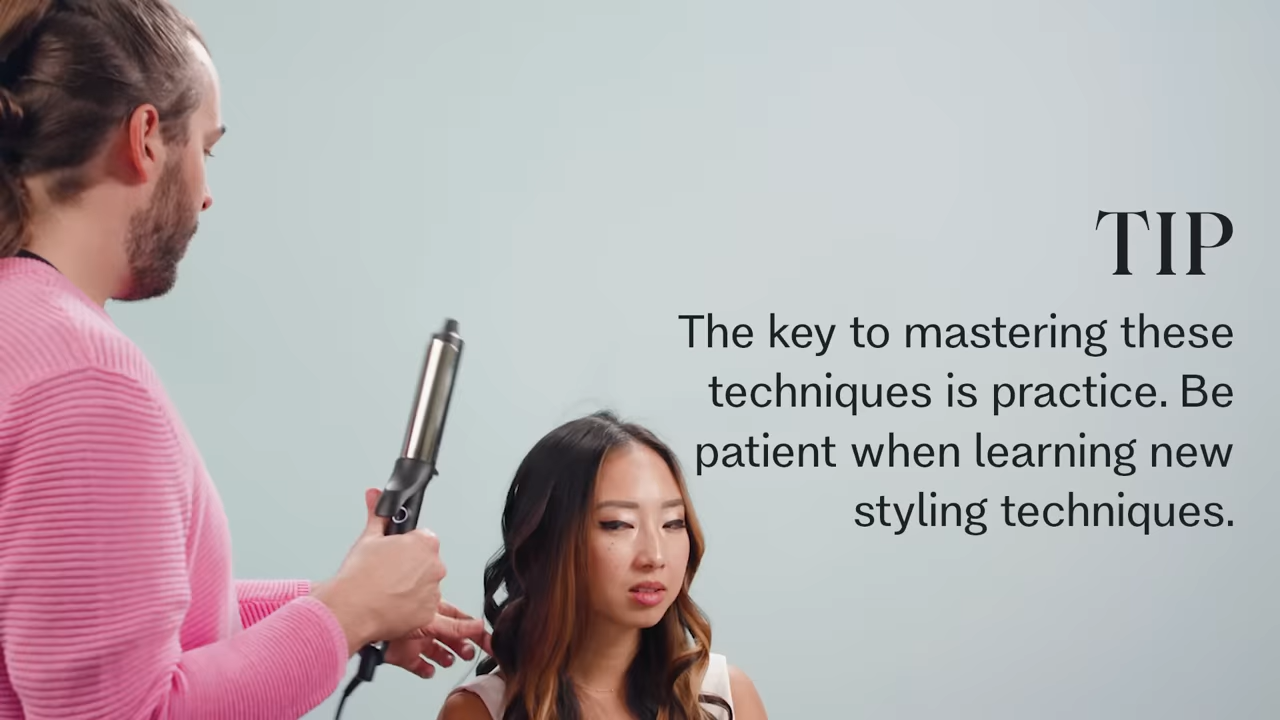 TIP
The key to mastering these
techniques is practice. Be
patient when learning new
styling techniques.